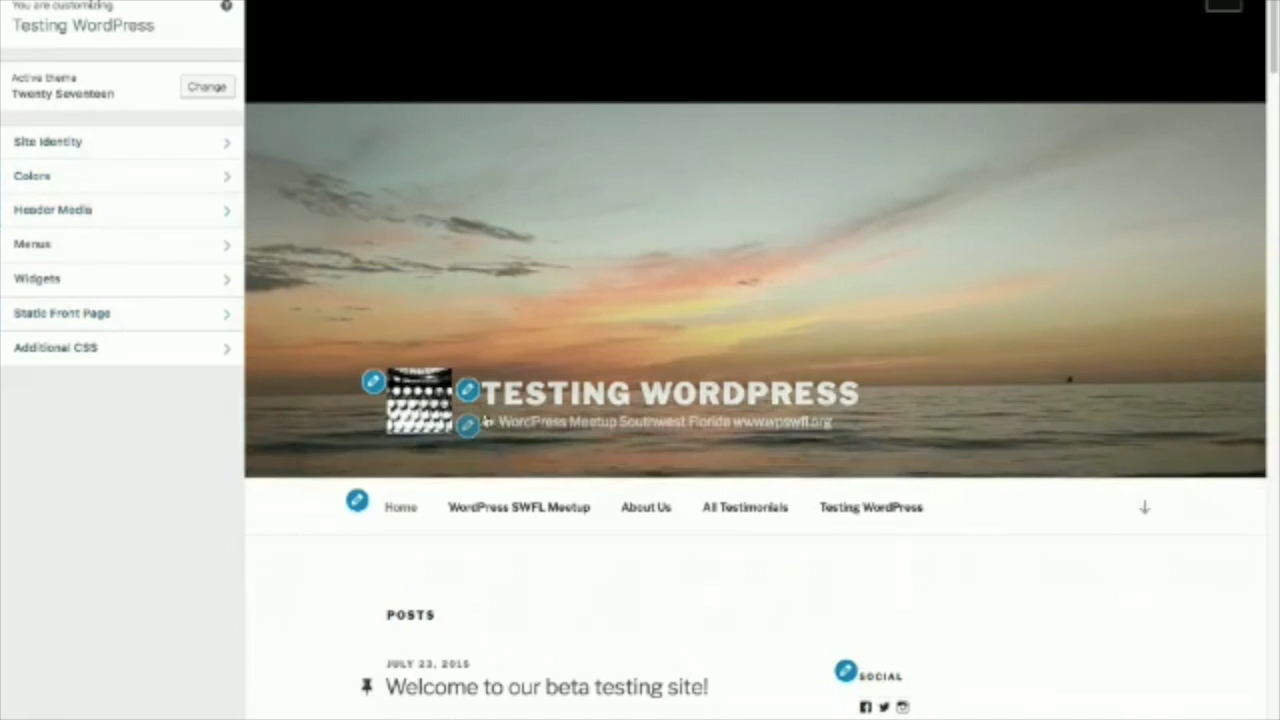 You are customizing
Testing WordPress
Active theme
Twenty Seventeen
Change
Site Identity
Colors
Header Media
Menus
Widgets
Static Front Page
Additional CSS
TESTING WORDPRESS
WordPress Meetup Southwest Florida www.wpswfl.org
Home WordPress SWFL Meetup About Us All Testimonials Testing WordPress
POSTS
JULY 23, 2015
Welcome to our beta testing site!
SOCIAL